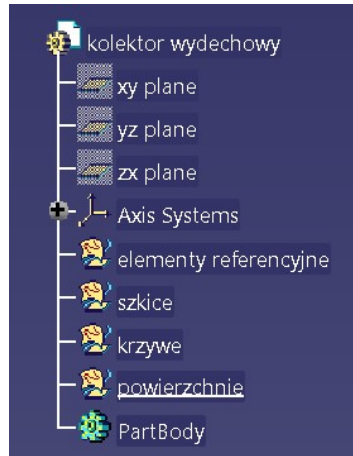 kolektor wydechowy
xy plane
yz plane
zx plane
Axis Systems
elementy referencyjne
szkice
krzywe
powierzchnie
PartBody